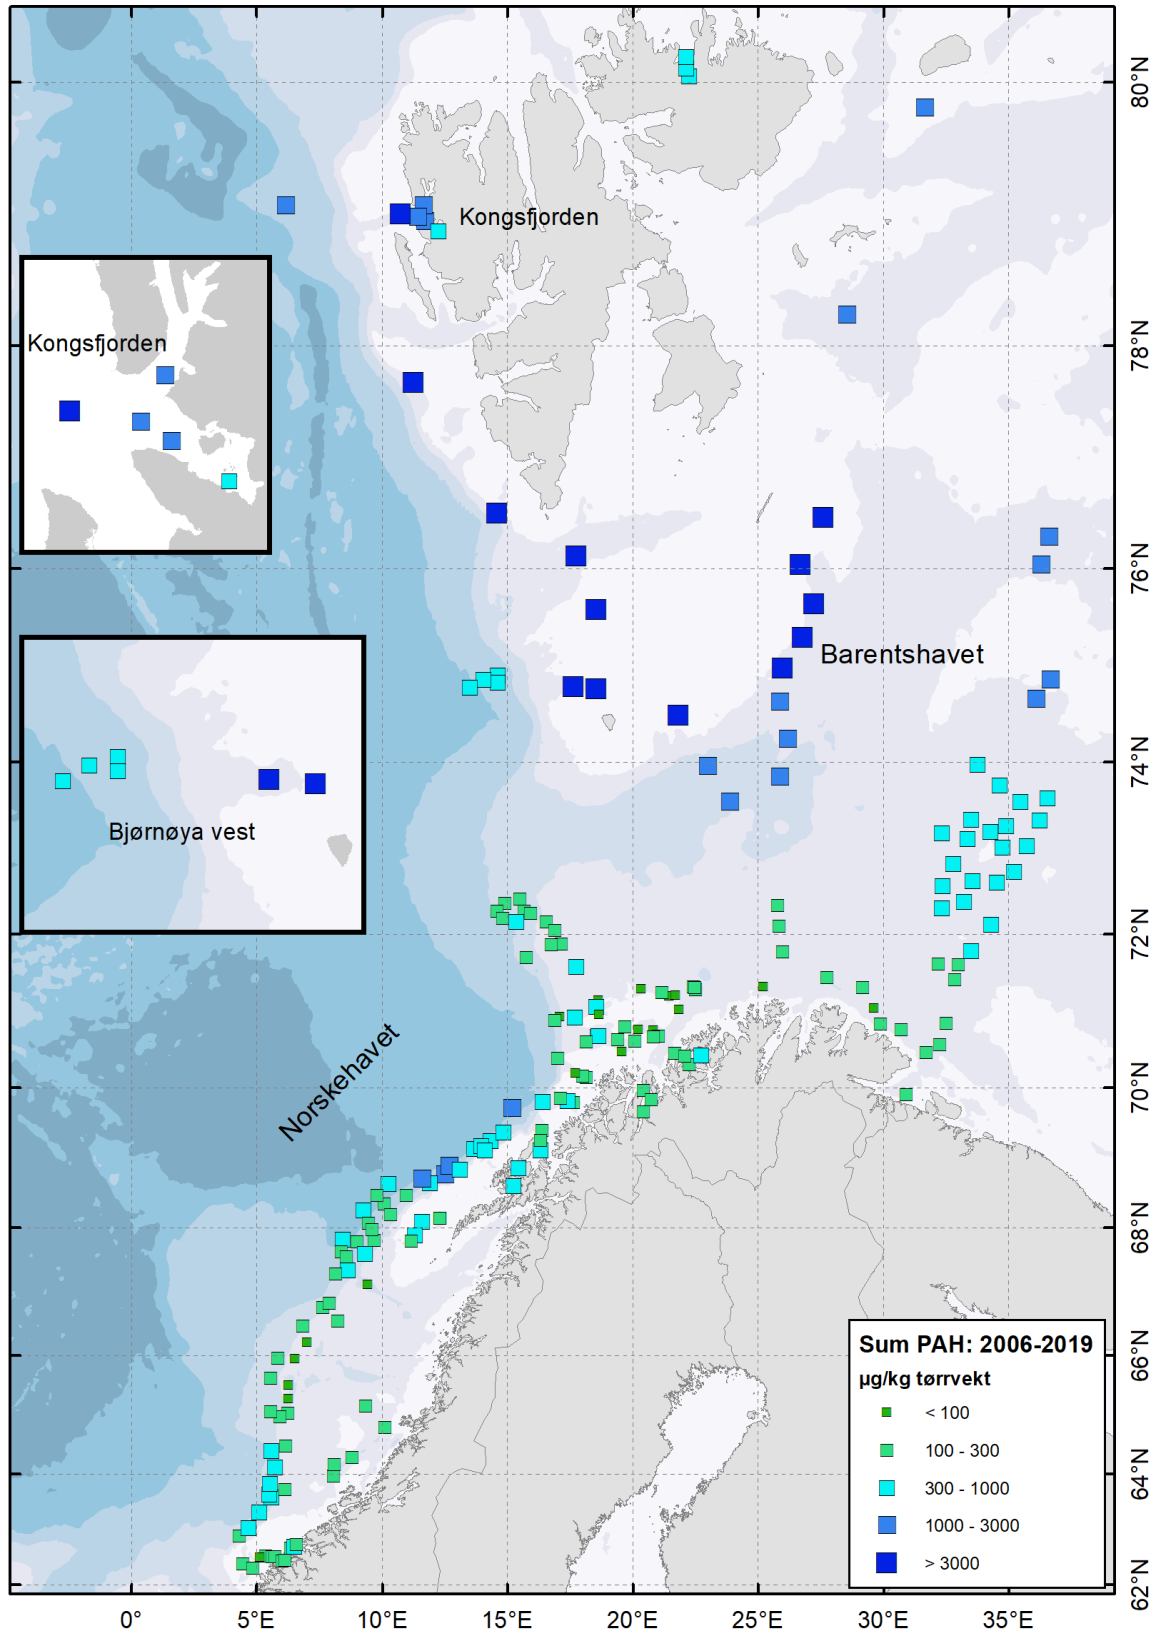 80°N
Kongsfjorden
Kongsfjorden
78°N
76°N
Barentshavet
74°N
Bjørnøya vest
72°N
Norskehavet
70°N
68°N
66°N
64°N
62°N
Sum PAH: 2006-2019
µg/kg tørrvekt
< 100
100 - 300
300 - 1000
1000 - 3000
> 3000
0° 5°E 10°E 15°E 20°E 25°E 30°E 35°E